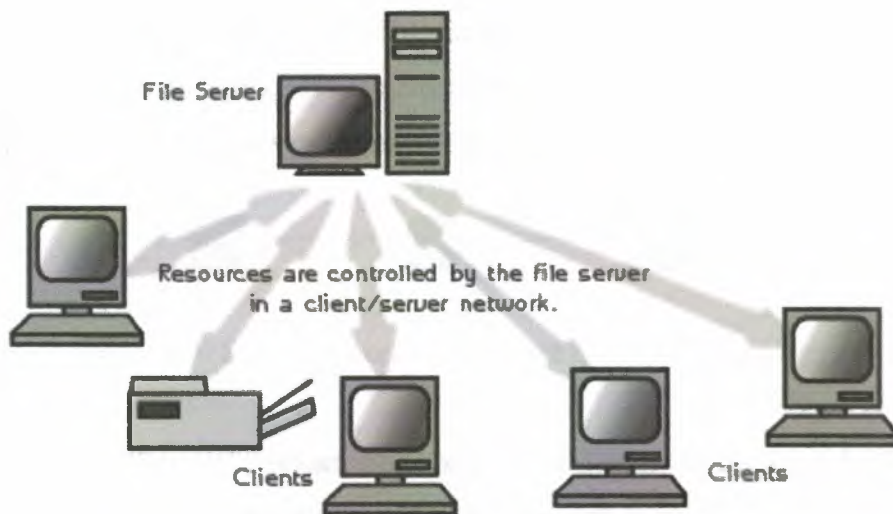 File Server
Resources are controlled by the file server
in a client/server network.
Clients
Clients